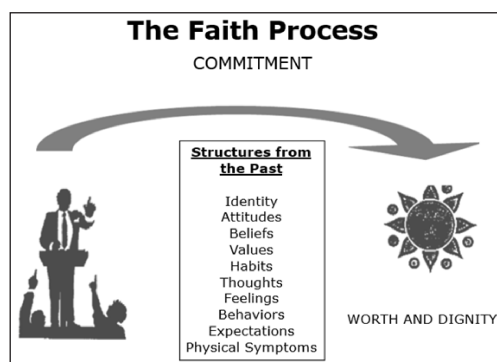 The Faith Process
COMMITMENT
Structures from
the Past
Identity
Attitudes
Beliefs
Values
Habits
Thoughts
Feelings
Behaviors
Expectations
Physical Symptoms
WORTH AND DIGNITY